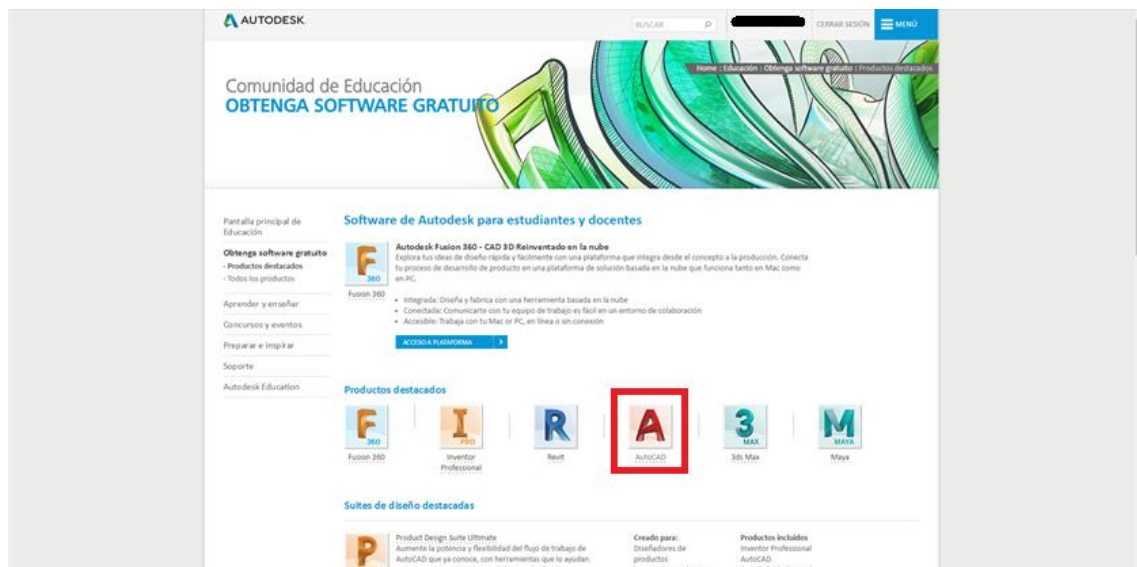 AUTODESK
BUSCAR
CERRAR SESIÓN
MENÚ
Home : Educación : Obtenga software gratuito : Productos destacados
Comunidad de Educación
OBTENGA SOFTWARE GRATUITO
Pantalla principal de
Educación
Obtenga software gratuito
- Productos destacados
- Todos los productos
Aprender y enseñar
Concursos y eventos
Preparar e inspirar
Soporte
Autodesk Education
Software de Autodesk para estudiantes y docentes
F
360
Fusion 360
Autodesk Fusion 360 - CAD 3D Reinventado en la nube
Explora tus ideas de diseño rápida y fácilmente con una plataforma que integra desde el concepto a la producción. Conecta
tu proceso de desarrollo de producto en una plataforma de solución basada en la nube que funciona tanto en Mac como
en PC.
• Integrada: Diseña y fabrica con una herramienta basada en la nube
• Conectada: Comunicarte con tu equipo de trabajo es fácil en un entorno de colaboración
• Accesible: Trabaja con tu Mac or PC, en línea o sin conexión
ACCESO A PLATAFORMA
Productos destacados
F
360
Fusion 360
I
PRO
Inventor
Professional
R
Revit
A
AutoCAD
3
MAX
3ds Max
M
MAYA
Maya
Suites de diseño destacadas
P
Product Design Suite Ultimate
Aumente la potencia y flexibilidad del flujo de trabajo de
AutoCAD que ya conoce, con herramientas que lo ayudan
Creado para:
Diseñadores de
productos
Productos incluidos
Inventor Professional
AutoCAD